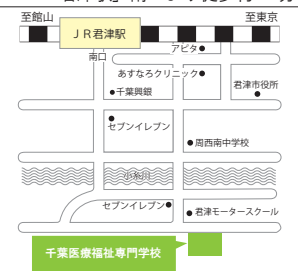 至館山
至東京
JR君津駅
アピタ●
南口
あすなろクリニック●
君津市役所
●千葉興銀
セブンイレブン
●周西南中学校
小糸川
セブンイレブン●
●君津モータースクール
千葉医療福祉専門学校